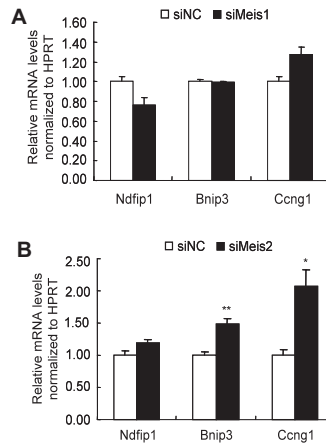 A
siNC siMeis1
Relative mRNA levels
normalized to HPRT
1.60
1.40
1.20
1.00
0.80
0.60
0.40
0.20
0.00
Ndfip1 Bnip3 Ccng1
B
siNC siMeis2
Relative mRNA levels
normalized to HPRT
2.50
2.00
1.50
1.00
0.50
0.00
**
*
Ndfip1 Bnip3 Ccng1